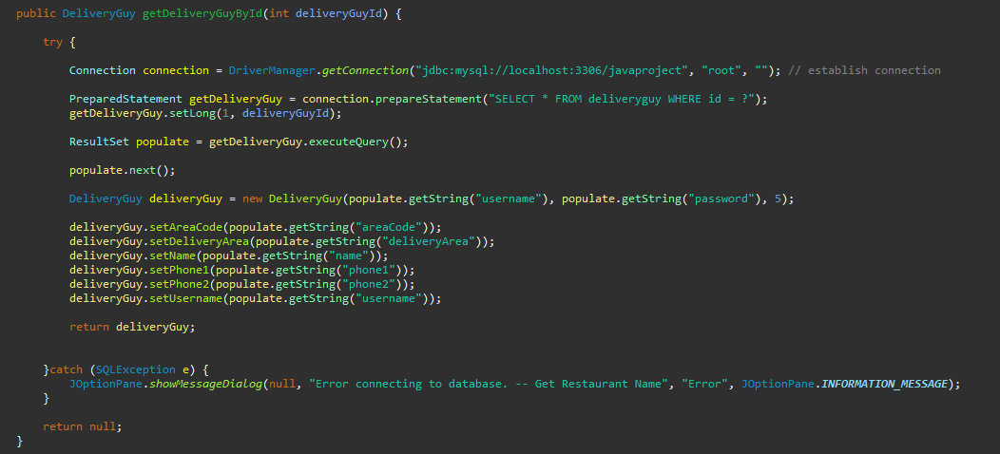 public DeliveryGuy getDeliveryGuyById(int deliveryGuyId) {
try {
Connection connection = DriverManager.getConnection("jdbc:mysql://localhost:3306/javaproject", "root", ""); // establish connection
PreparedStatement getDeliveryGuy = connection.prepareStatement("SELECT * FROM deliveryguy WHERE id = ?");
getDeliveryGuy.setLong(1, deliveryGuyId);
ResultSet populate = getDeliveryGuy.executeQuery();
populate.next();
DeliveryGuy deliveryGuy = new DeliveryGuy(populate.getString("username"), populate.getString("password"), 5);
deliveryGuy.setAreaCode(populate.getString("areaCode"));
deliveryGuy.setDeliveryArea(populate.getString("deliveryArea"));
deliveryGuy.setName(populate.getString("name"));
deliveryGuy.setPhone1(populate.getString("phone1"));
deliveryGuy.setPhone2(populate.getString("phone2"));
deliveryGuy.setUsername(populate.getString("username"));
return deliveryGuy;
}catch (SQLException e) {
JOptionPane.showMessageDialog(null, "Error connecting to database. -- Get Restaurant Name", "Error", JOptionPane.INFORMATION_MESSAGE);
}
return null;
}